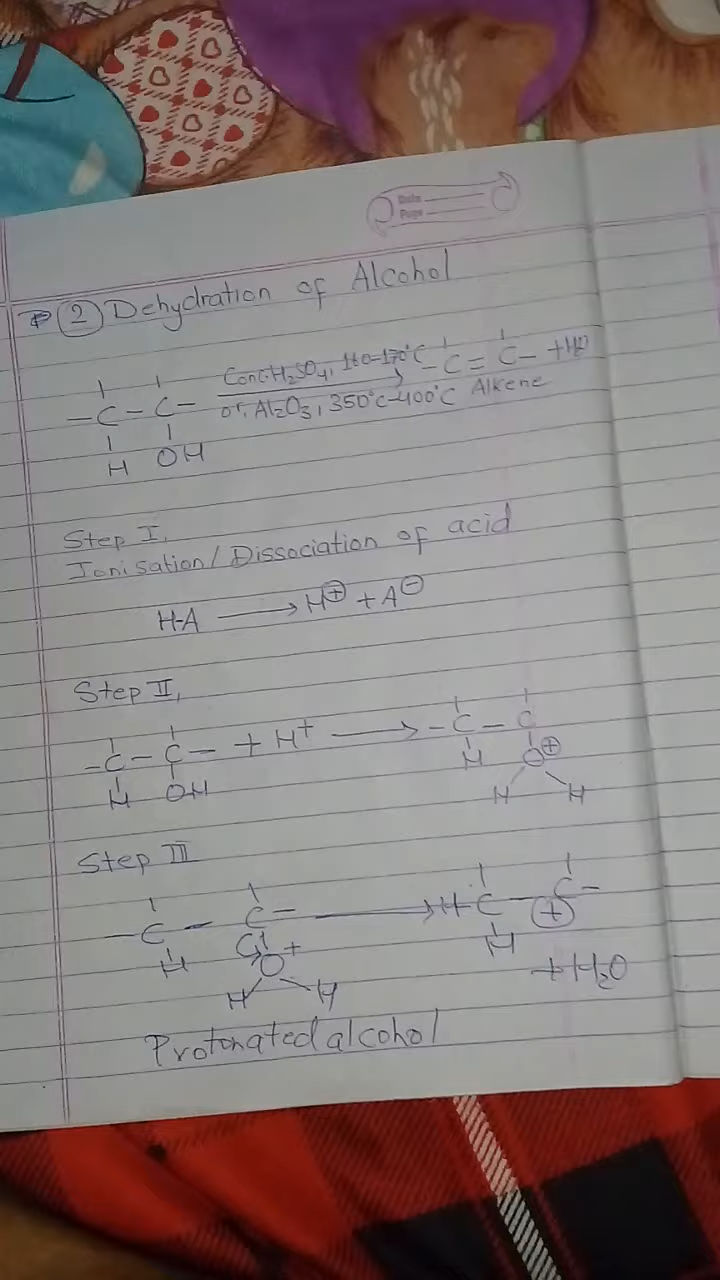 Date
Page
② Dehydration of Alcohol
Conc. H₂SO₄, 160-170°C -C=C- + H₂O
-C-C- or, Al₂O₃, 350°C-400°C Alkene
H OH
Step I,
Ionisation/Dissociation of acid
H-A → H⊕ + A⊖
Step II,
-C-C- + H⁺ → -C-C
H OH H O⊕
H H
Step III
-C-C- → H-C-C-
H O⁺ H ⊕
H H + H₂O
Protonated alcohol